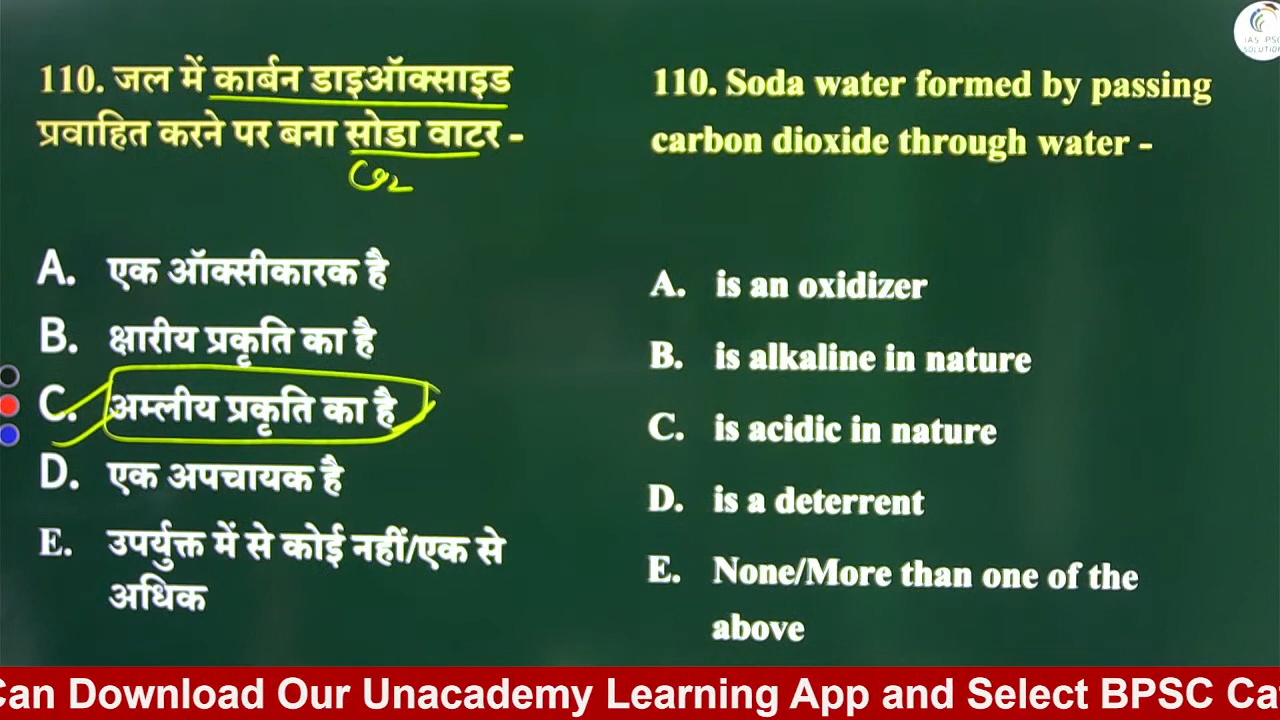 110. जल में कार्बन डाइऑक्साइड
प्रवाहित करने पर बना सोडा वाटर -
A. एक ऑक्सीकारक है
B. क्षारीय प्रकृति का है
C. अम्लीय प्रकृति का है
D. एक अपचायक है
E. उपर्युक्त में से कोई नहीं/एक से
अधिक
110. Soda water formed by passing
carbon dioxide through water -
A. is an oxidizer
B. is alkaline in nature
C. is acidic in nature
D. is a deterrent
E. None/More than one of the
above
IAS PSC
SOLUTION
Can Download Our Unacademy Learning App and Select BPSC Ca